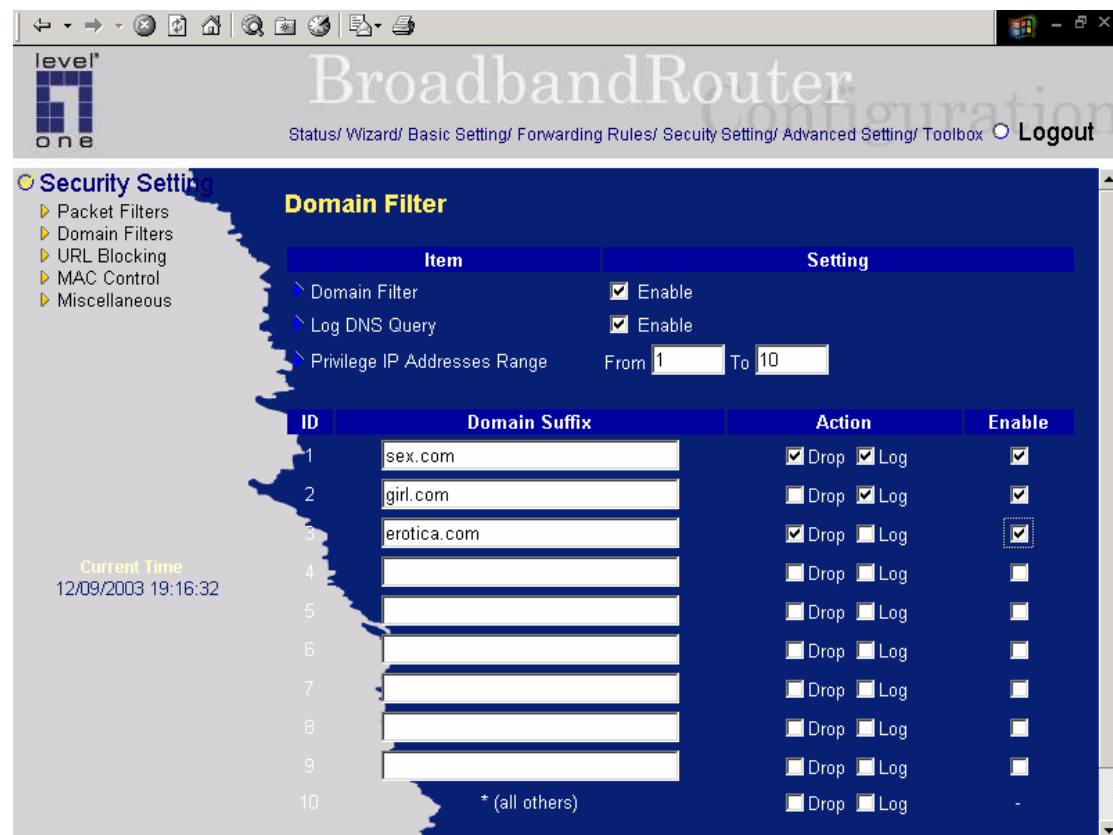 level
one
BroadbandRouter
Configuration
Status/ Wizard/ Basic Setting/ Forwarding Rules/ Secuity Setting/ Advanced Setting/ Toolbox Logout
Security Setting
Packet Filters
Domain Filters
URL Blocking
MAC Control
Miscellaneous
Current Time
12/09/2003 19:16:32
Domain Filter
Item Setting
Domain Filter Enable
Log DNS Query Enable
Privilege IP Addresses Range From 1 To 10
ID Domain Suffix Action Enable
1 sex.com Drop Log
2 girl.com Drop Log
3 erotica.com Drop Log
4 Drop Log
5 Drop Log
6 Drop Log
7 Drop Log
8 Drop Log
9 Drop Log
10 * (all others) Drop Log -